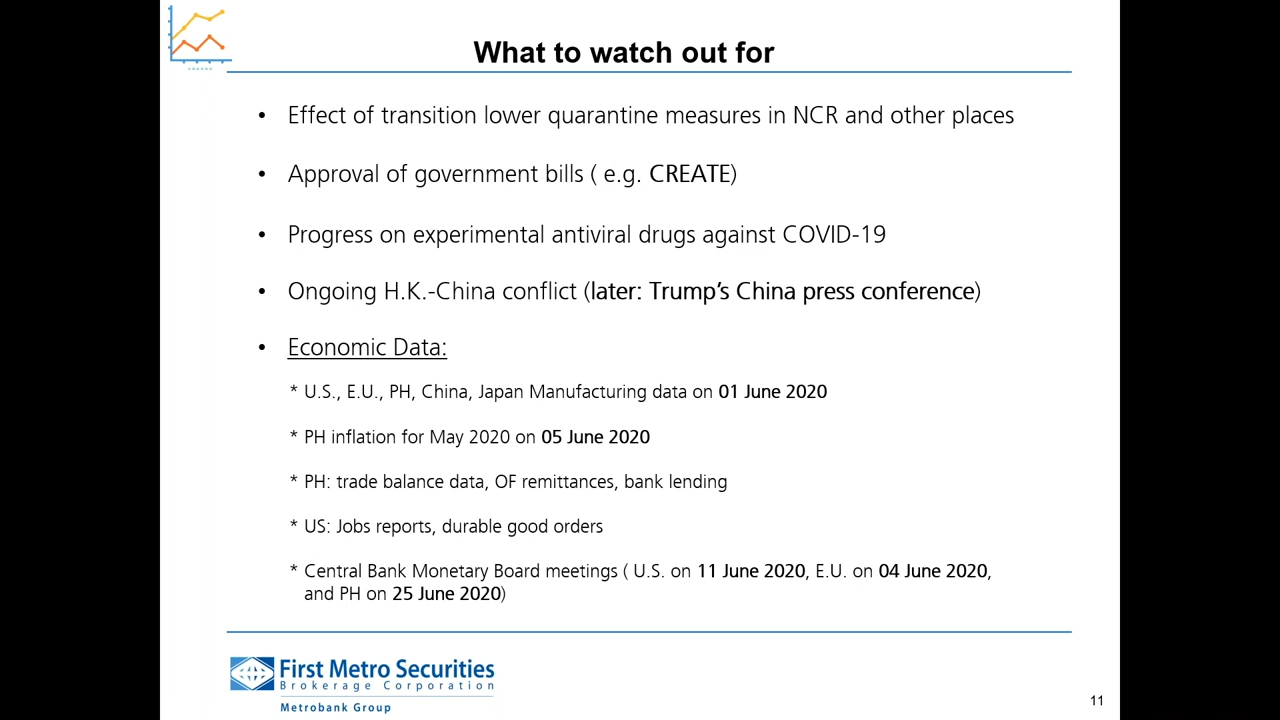 What to watch out for
• Effect of transition lower quarantine measures in NCR and other places
• Approval of government bills ( e.g. CREATE)
• Progress on experimental antiviral drugs against COVID-19
• Ongoing H.K.-China conflict (later: Trump’s China press conference)
• Economic Data:
* U.S., E.U., PH, China, Japan Manufacturing data on 01 June 2020
* PH inflation for May 2020 on 05 June 2020
* PH: trade balance data, OF remittances, bank lending
* US: Jobs reports, durable good orders
* Central Bank Monetary Board meetings ( U.S. on 11 June 2020, E.U. on 04 June 2020,
and PH on 25 June 2020)
First Metro Securities
Brokerage Corporation
Metrobank Group
11